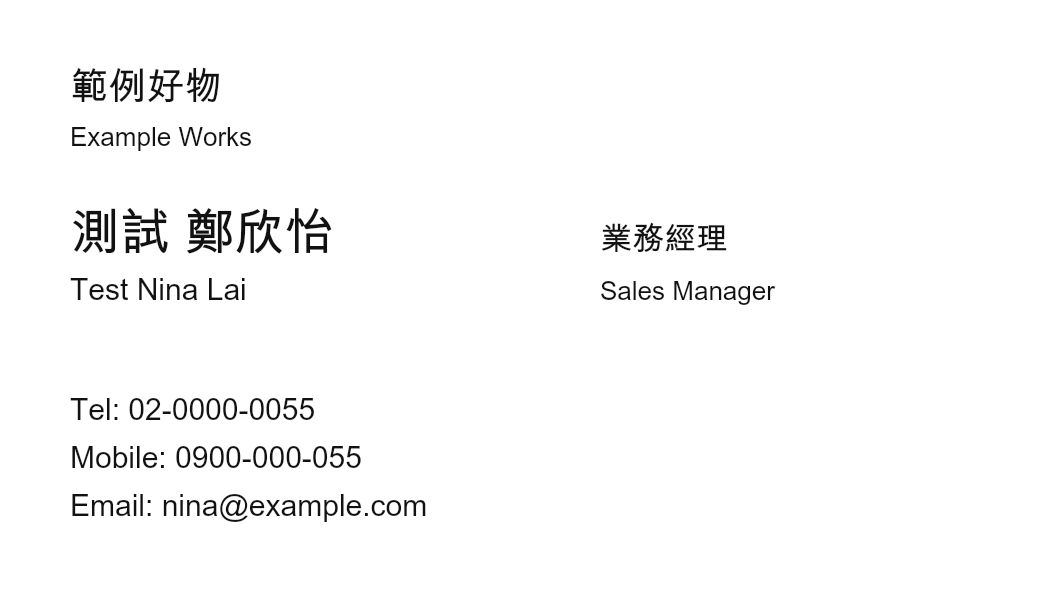 範例好物
Example Works
測試 鄭欣怡
業務經理
Test Nina Lai
Sales Manager
Tel: 02-0000-0055
Mobile: 0900-000-055
Email: nina@example.com